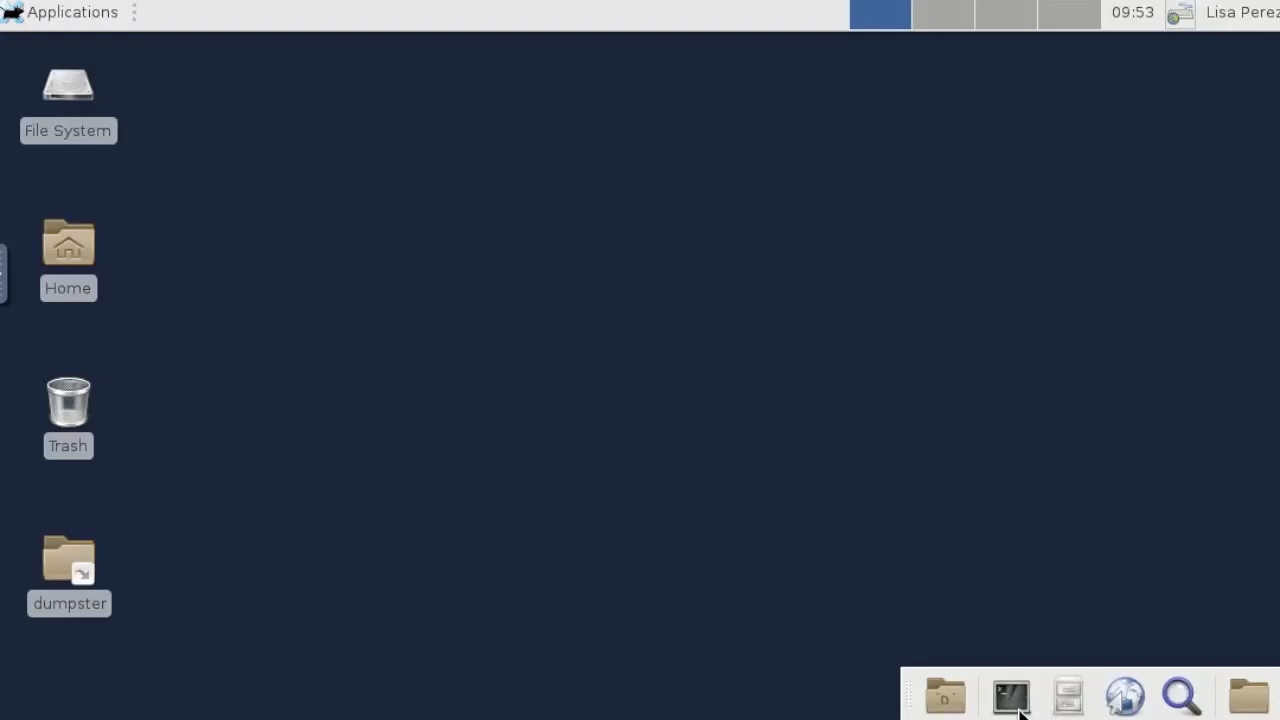 Applications
09:53
Lisa Perez
File System
Home
Trash
dumpster